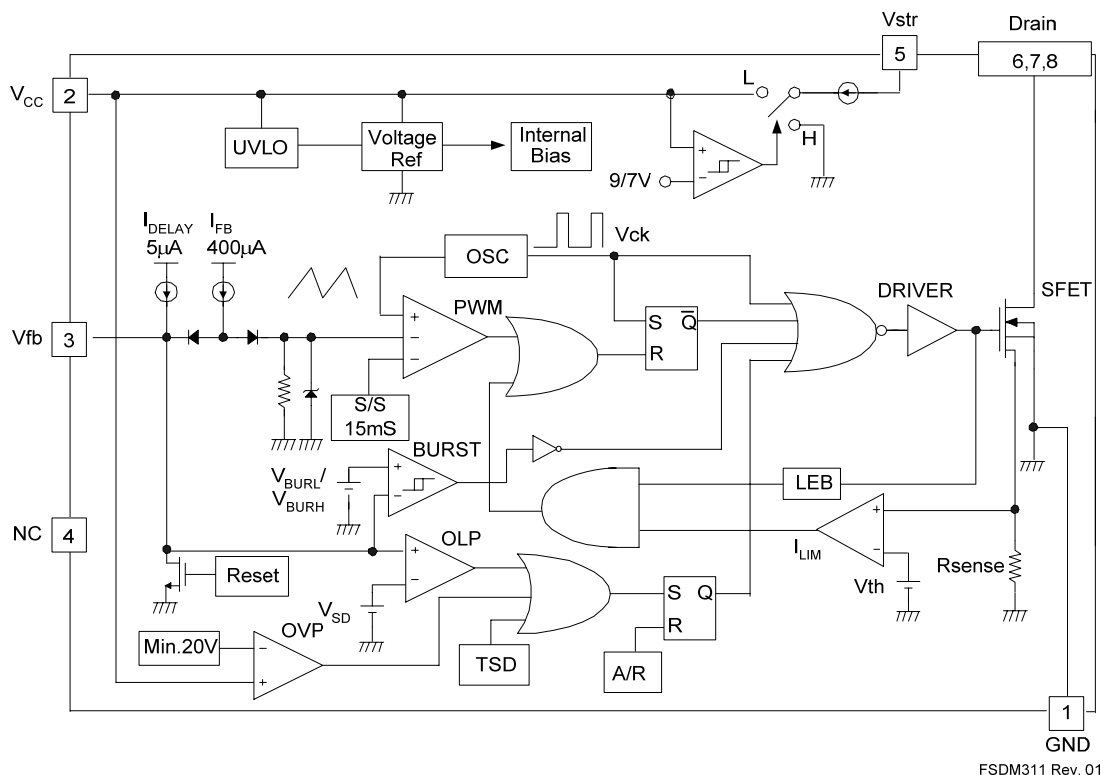 Vstr
Drain
5
6,7,8
VCC
2
L
H
UVLO
Voltage
Ref
Internal
Bias
+
−
9/7V
IDELAY
5μA
IFB
400μA
OSC
Vck
Vfb
3
+
−
−
PWM
S Q̅
R
DRIVER
SFET
S/S
15mS
BURST
+
−
VBURL/
VBURH
LEB
NC
4
OLP
+
−
ILIM
+
−
Rsense
Vth
Reset
VSD
S Q
R
OVP
Min.20V
−
+
TSD
A/R
1
GND
FSDM311 Rev. 01